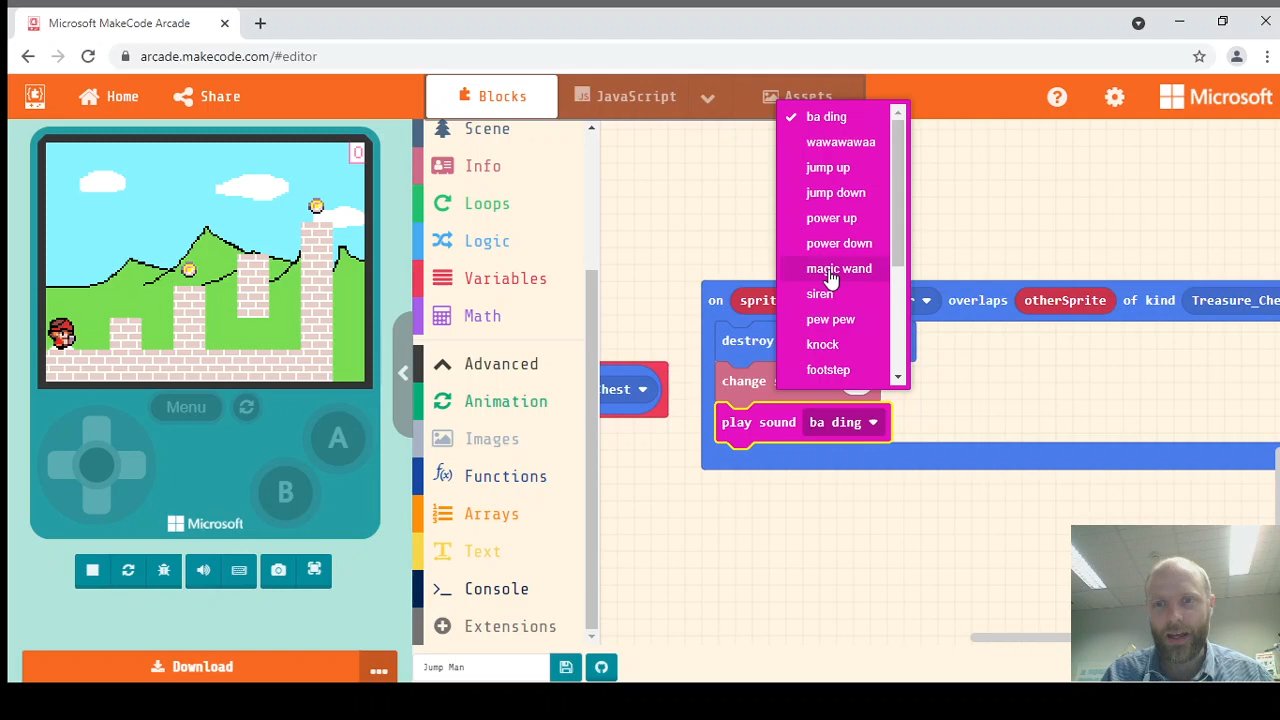 Microsoft MakeCode Arcade
arcade.makecode.com/#editor
Home
Share
Blocks
JavaScript
Assets
Microsoft
0
Menu
A
B
Microsoft
Download
Scene
Info
Loops
Logic
Variables
Math
Advanced
Animation
Images
Functions
Arrays
Text
Console
Extensions
Jump Man
ba ding
wawawawaa
jump up
jump down
power up
power down
magic wand
siren
pew pew
knock
footstep
on sprit r overlaps otherSprite of kind Treasure_Che
destroy
hest
change s
play sound ba ding